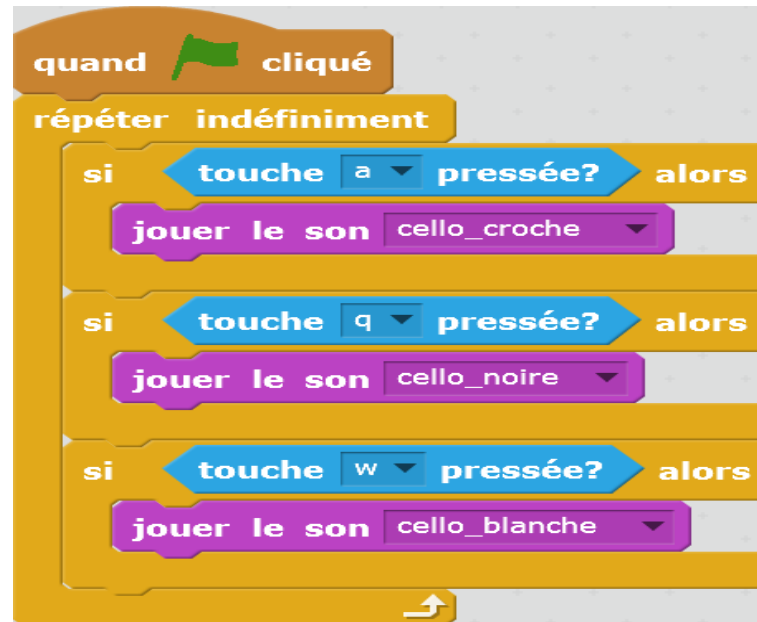 quand cliqué
répéter indéfiniment
si touche a pressée? alors
jouer le son cello_croche
si touche q pressée? alors
jouer le son cello_noire
si touche w pressée? alors
jouer le son cello_blanche